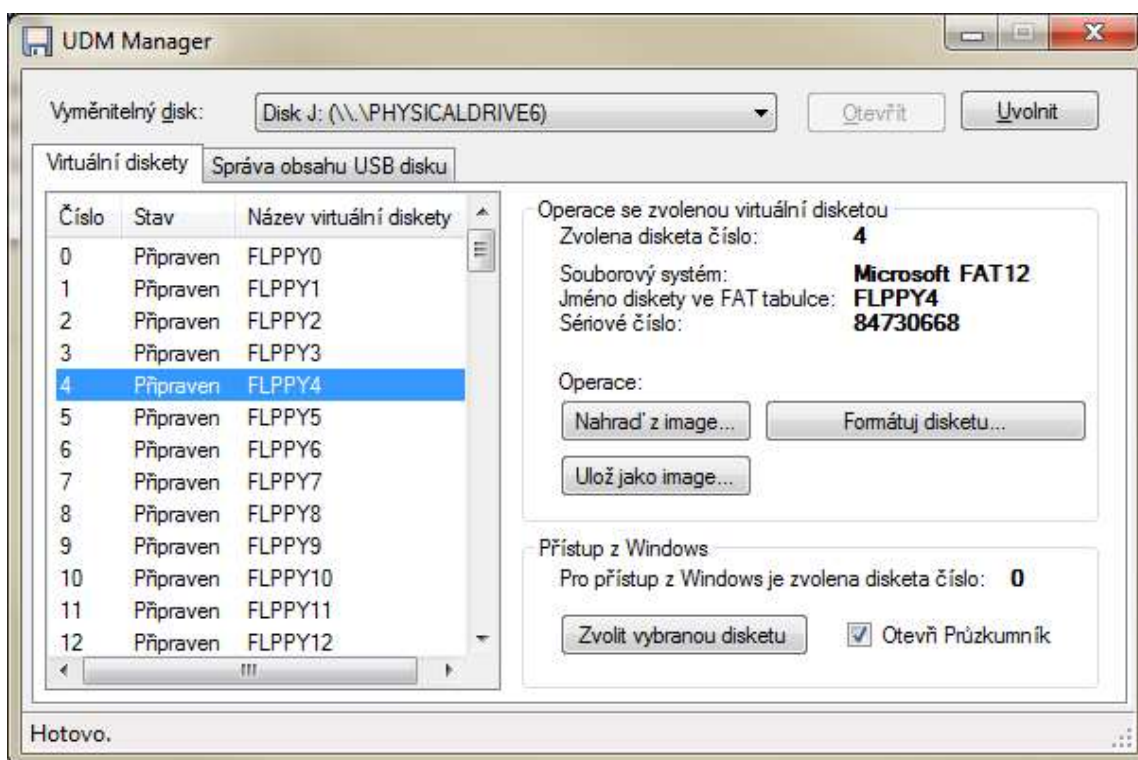 UDM Manager
Vyměnitelný disk: Disk J: (\\.\PHYSICALDRIVE6) Otevřít Uvolnit
Virtuální diskety Správa obsahu USB disku
Číslo Stav Název virtuální diskety
0 Připraven FLPPY0
1 Připraven FLPPY1
2 Připraven FLPPY2
3 Připraven FLPPY3
4 Připraven FLPPY4
5 Připraven FLPPY5
6 Připraven FLPPY6
7 Připraven FLPPY7
8 Připraven FLPPY8
9 Připraven FLPPY9
10 Připraven FLPPY10
11 Připraven FLPPY11
12 Připraven FLPPY12
Operace se zvolenou virtuální disketou
Zvolena disketa číslo: 4
Souborový systém: Microsoft FAT12
Jméno diskety ve FAT tabulce: FLPPY4
Sériové číslo: 84730668
Operace:
Nahraď z image... Formátuj disketu...
Ulož jako image...
Přístup z Windows
Pro přístup z Windows je zvolena disketa číslo: 0
Zvolit vybranou disketu Otevři Průzkumník
Hotovo.